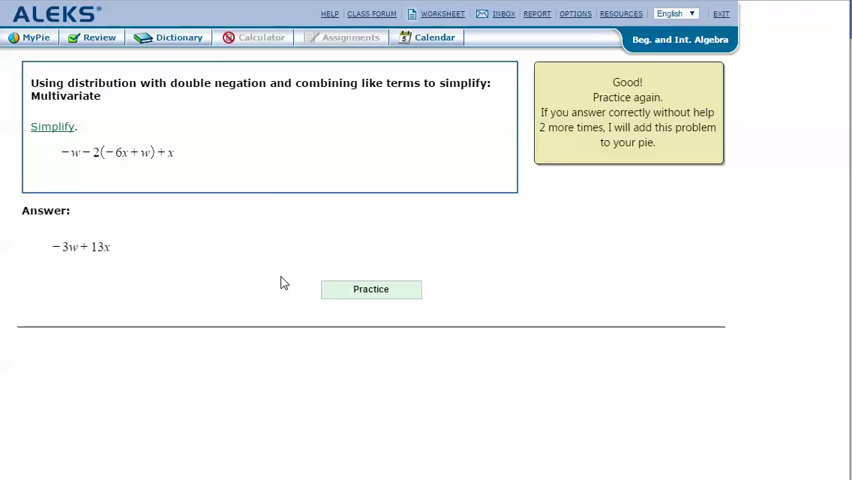 ALEKS®
HELP CLASS FORUM WORKSHEET INBOX REPORT OPTIONS RESOURCES English ▼ EXIT
MyPie Review Dictionary Calculator Assignments 5 Calendar
Beg. and Int. Algebra
Using distribution with double negation and combining like terms to simplify:
Multivariate
Simplify.
−w−2(−6x+w)+x
Good!
Practice again.
If you answer correctly without help
2 more times, I will add this problem
to your pie.
Answer:
−3w+13x
Practice